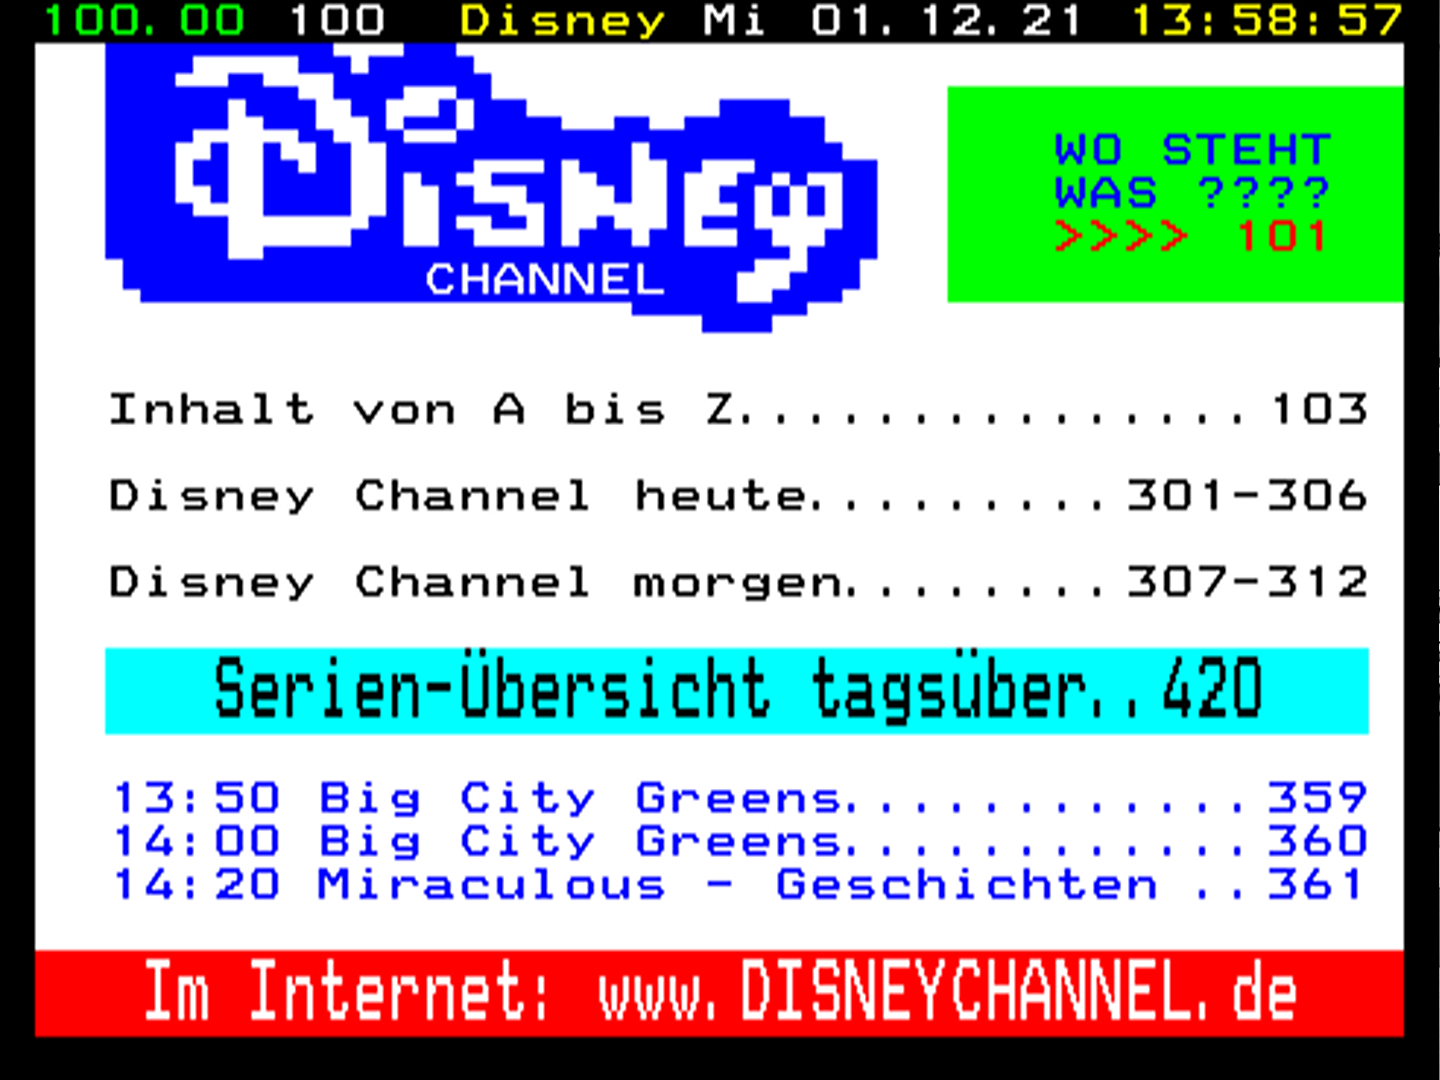 100.00 100 Disney Mi 01.12.21 13:58:57
Disney
CHANNEL
WO STEHT
WAS ????
>>>> 101
Inhalt von A bis Z...............103
Disney Channel heute.........301-306
Disney Channel morgen........307-312
Serien-Übersicht tagsüber..420
13:50 Big City Greens............359
14:00 Big City Greens............360
14:20 Miraculous - Geschichten ..361
Im Internet: www.DISNEYCHANNEL.de